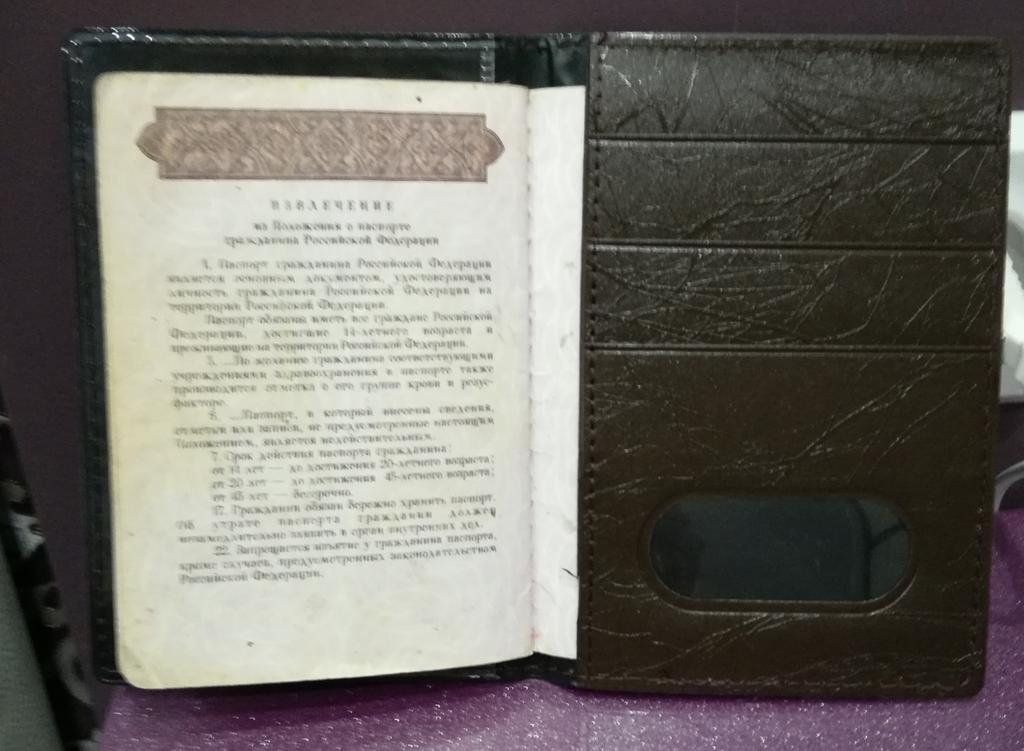 ИЗВЛЕЧЕНИЕ
из Положения о паспорте
гражданина Российской Федерации
1. Паспорт гражданина Российской Федерации
является основным документом, удостоверяющим
личность гражданина Российской Федерации на
территории Российской Федерации.
Паспорт обязаны иметь все граждане Российской
Федерации, достигшие 14-летнего возраста и
проживающие на территории Российской Федерации.
5. ...По желанию гражданина соответствующими
учреждениями здравоохранения в паспорте также
производится отметка о его группе крови и резус-
факторе.
6. ...Паспорт, в который внесены сведения,
отметки или записи, не предусмотренные настоящим
Положением, является недействительным.
7. Срок действия паспорта гражданина:
от 14 лет — до достижения 20-летнего возраста;
от 20 лет — до достижения 45-летнего возраста;
от 45 лет — бессрочно.
17. Гражданин обязан бережно хранить паспорт.
Об утрате паспорта гражданин должен
незамедлительно заявить в орган внутренних дел.
22. Запрещается изъятие у гражданина паспорта,
кроме случаев, предусмотренных законодательством
Российской Федерации.